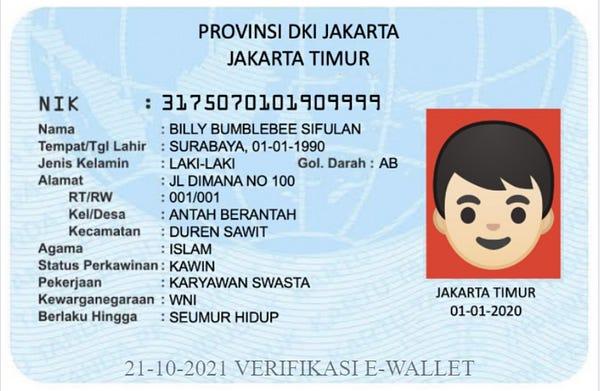 PROVINSI DKI JAKARTA
JAKARTA TIMUR
NIK : 3175070101909999
Nama : BILLY BUMBLEBEE SIFULAN
Tempat/Tgl Lahir : SURABAYA, 01-01-1990
Jenis Kelamin : LAKI-LAKI Gol. Darah : AB
Alamat : JL DIMANA NO 100
RT/RW : 001/001
Kel/Desa : ANTAH BERANTAH
Kecamatan : DUREN SAWIT
Agama : ISLAM
Status Perkawinan : KAWIN
Pekerjaan : KARYAWAN SWASTA
Kewarganegaraan : WNI
Berlaku Hingga : SEUMUR HIDUP
JAKARTA TIMUR
01-01-2020
21-10-2021 VERIFIKASI E-WALLET